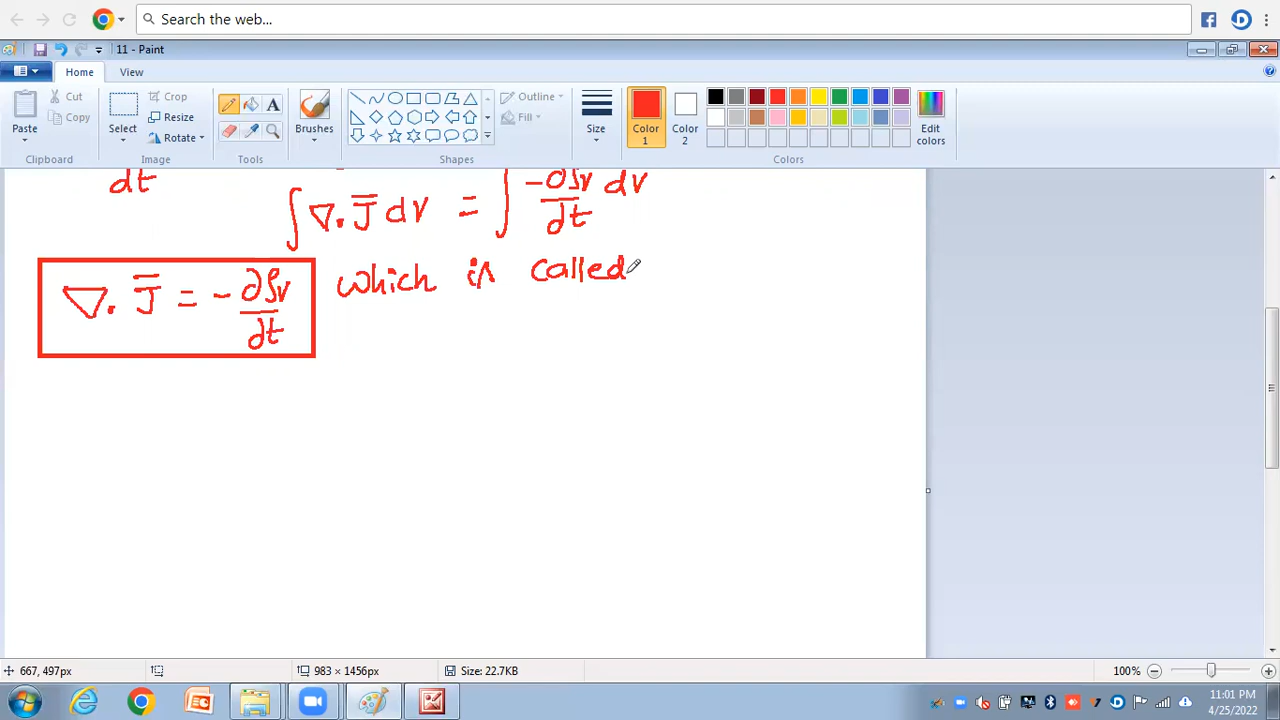 Search the web...
11 - Paint
Home View
Paste Cut Copy Select Crop Resize Rotate Brushes Outline Fill Size Color 1 Color 2 Edit colors
Clipboard Image Tools Shapes Colors
dt
∫ ∇. J̅ dv = ∫ -∂ρv/∂t dv
∇. J̅ = - ∂ρv/∂t which is called
667, 497px 983 × 1456px Size: 22.7KB 100%
11:01 PM
4/25/2022